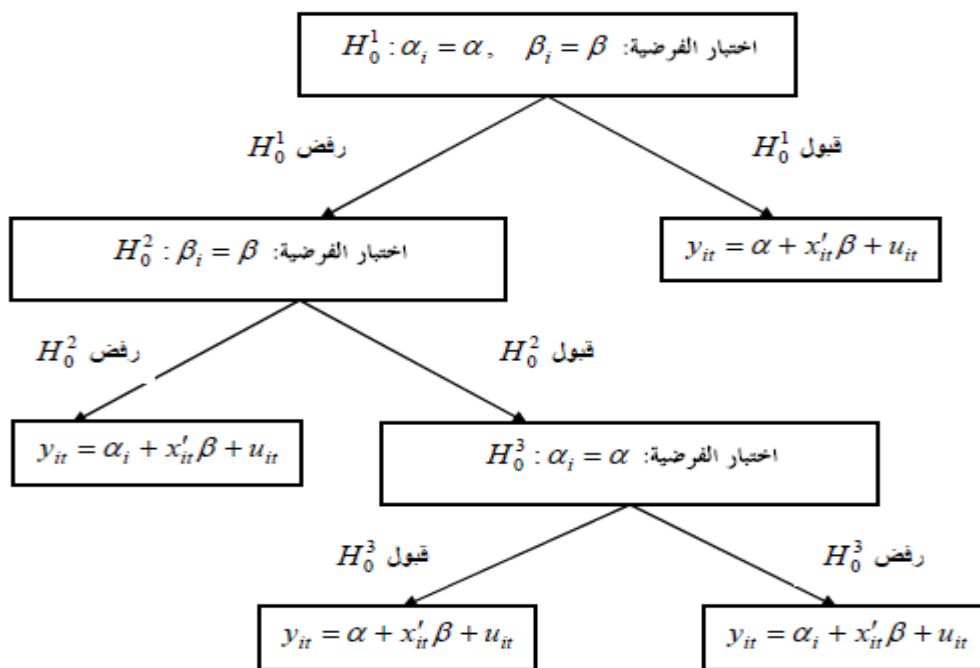 اختبار الفرضية: $H_0^1 : \alpha_i = \alpha, \quad \beta_i = \beta$
رفض $H_0^1$
قبول $H_0^1$
اختبار الفرضية: $H_0^2 : \beta_i = \beta$
$y_{it} = \alpha + x'_{it}\beta + u_{it}$
رفض $H_0^2$
قبول $H_0^2$
$y_{it} = \alpha_i + x'_{it}\beta + u_{it}$
اختبار الفرضية: $H_0^3 : \alpha_i = \alpha$
قبول $H_0^3$
رفض $H_0^3$
$y_{it} = \alpha + x'_{it}\beta + u_{it}$
$y_{it} = \alpha_i + x'_{it}\beta + u_{it}$